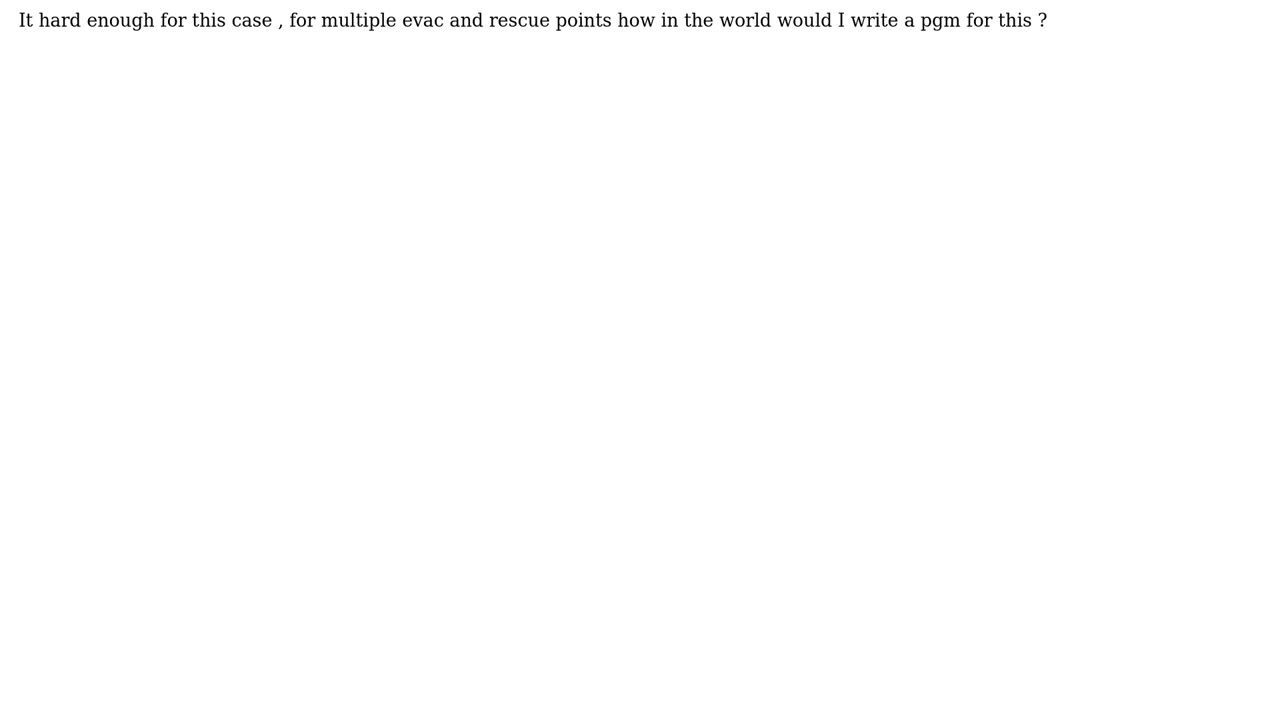 It hard enough for this case , for multiple evac and rescue points how in the world would I write a pgm for this ?